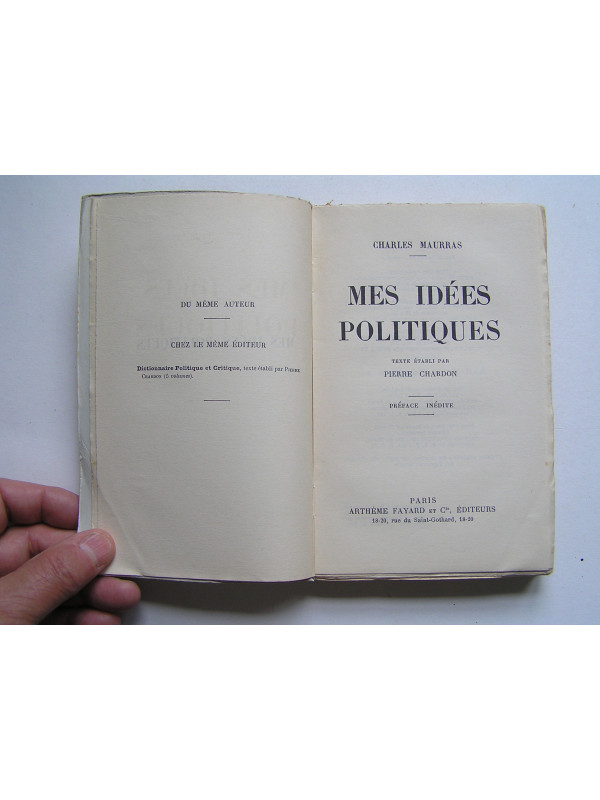 DU MÊME AUTEUR
CHEZ LE MÊME ÉDITEUR
Dictionnaire Politique et Critique, texte établi par PIERRE
CHARDON (5 volumes).
CHARLES MAURRAS
MES IDÉES
POLITIQUES
TEXTE ÉTABLI PAR
PIERRE CHARDON
PRÉFACE INÉDITE
PARIS
ARTHÈME FAYARD ET Cie, ÉDITEURS
18-20, rue du Saint-Gothard, 18-20